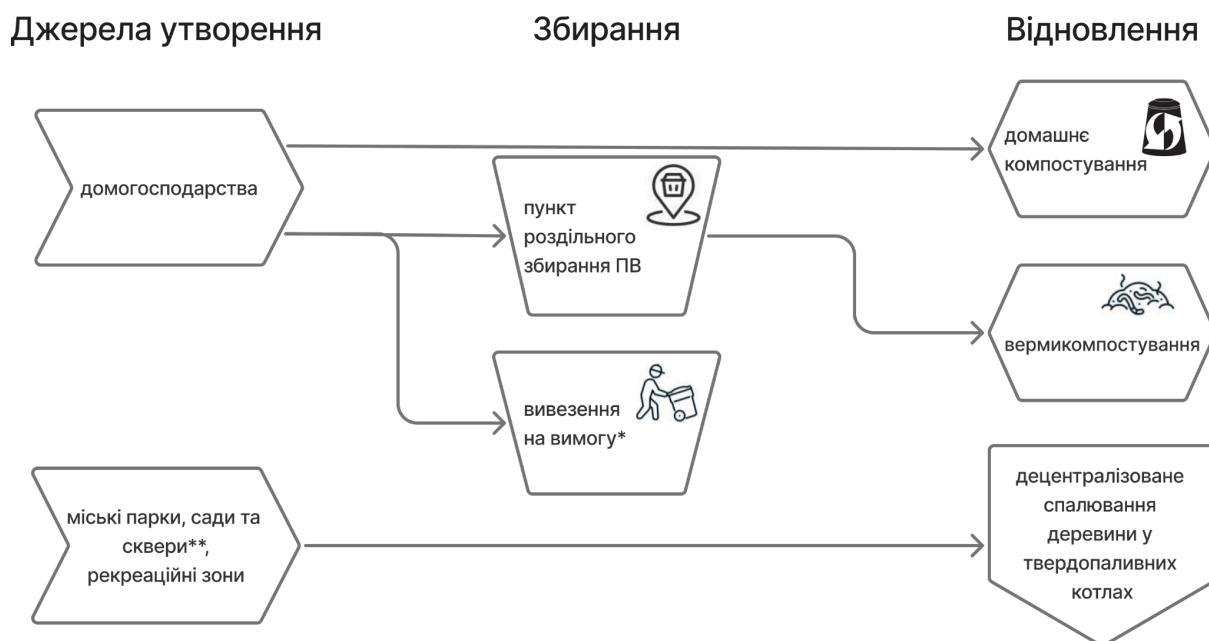 Джерела утворення
Збирання
Відновлення
домогосподарства
пункт
роздільного
збирання ПВ
домашнє
компостування
вермикомпостування
вивезення
на вимогу*
міські парки, сади та
сквери**,
рекреаційні зони
децентралізоване
спалювання
деревини у
твердопаливних
котлах